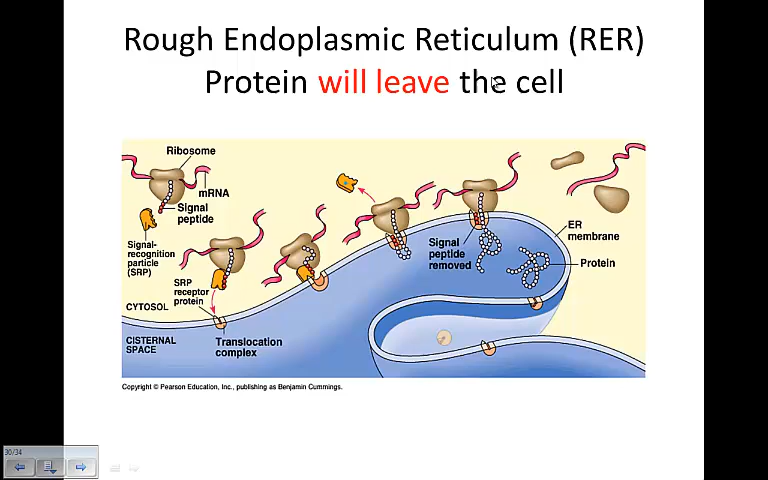 Rough Endoplasmic Reticulum (RER)
Protein will leave the cell
Ribosome
mRNA
Signal
peptide
Signal-
recognition
particle
(SRP)
SRP
receptor
protein
CYTOSOL
CISTERNAL
SPACE
Translocation
complex
Signal
peptide
removed
ER
membrane
Protein
Copyright © Pearson Education, Inc., publishing as Benjamin Cummings.
30/34